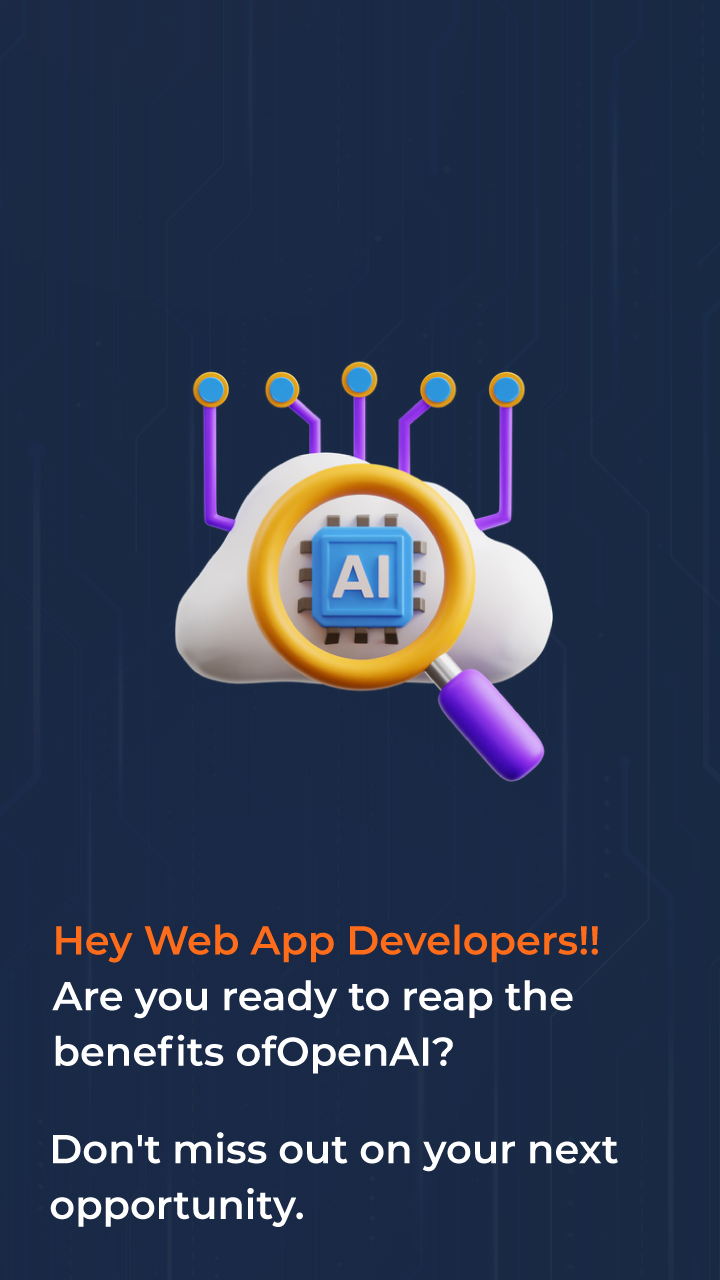 AI
Hey Web App Developers!!
Are you ready to reap the
benefits ofOpenAI?
Don't miss out on your next
opportunity.